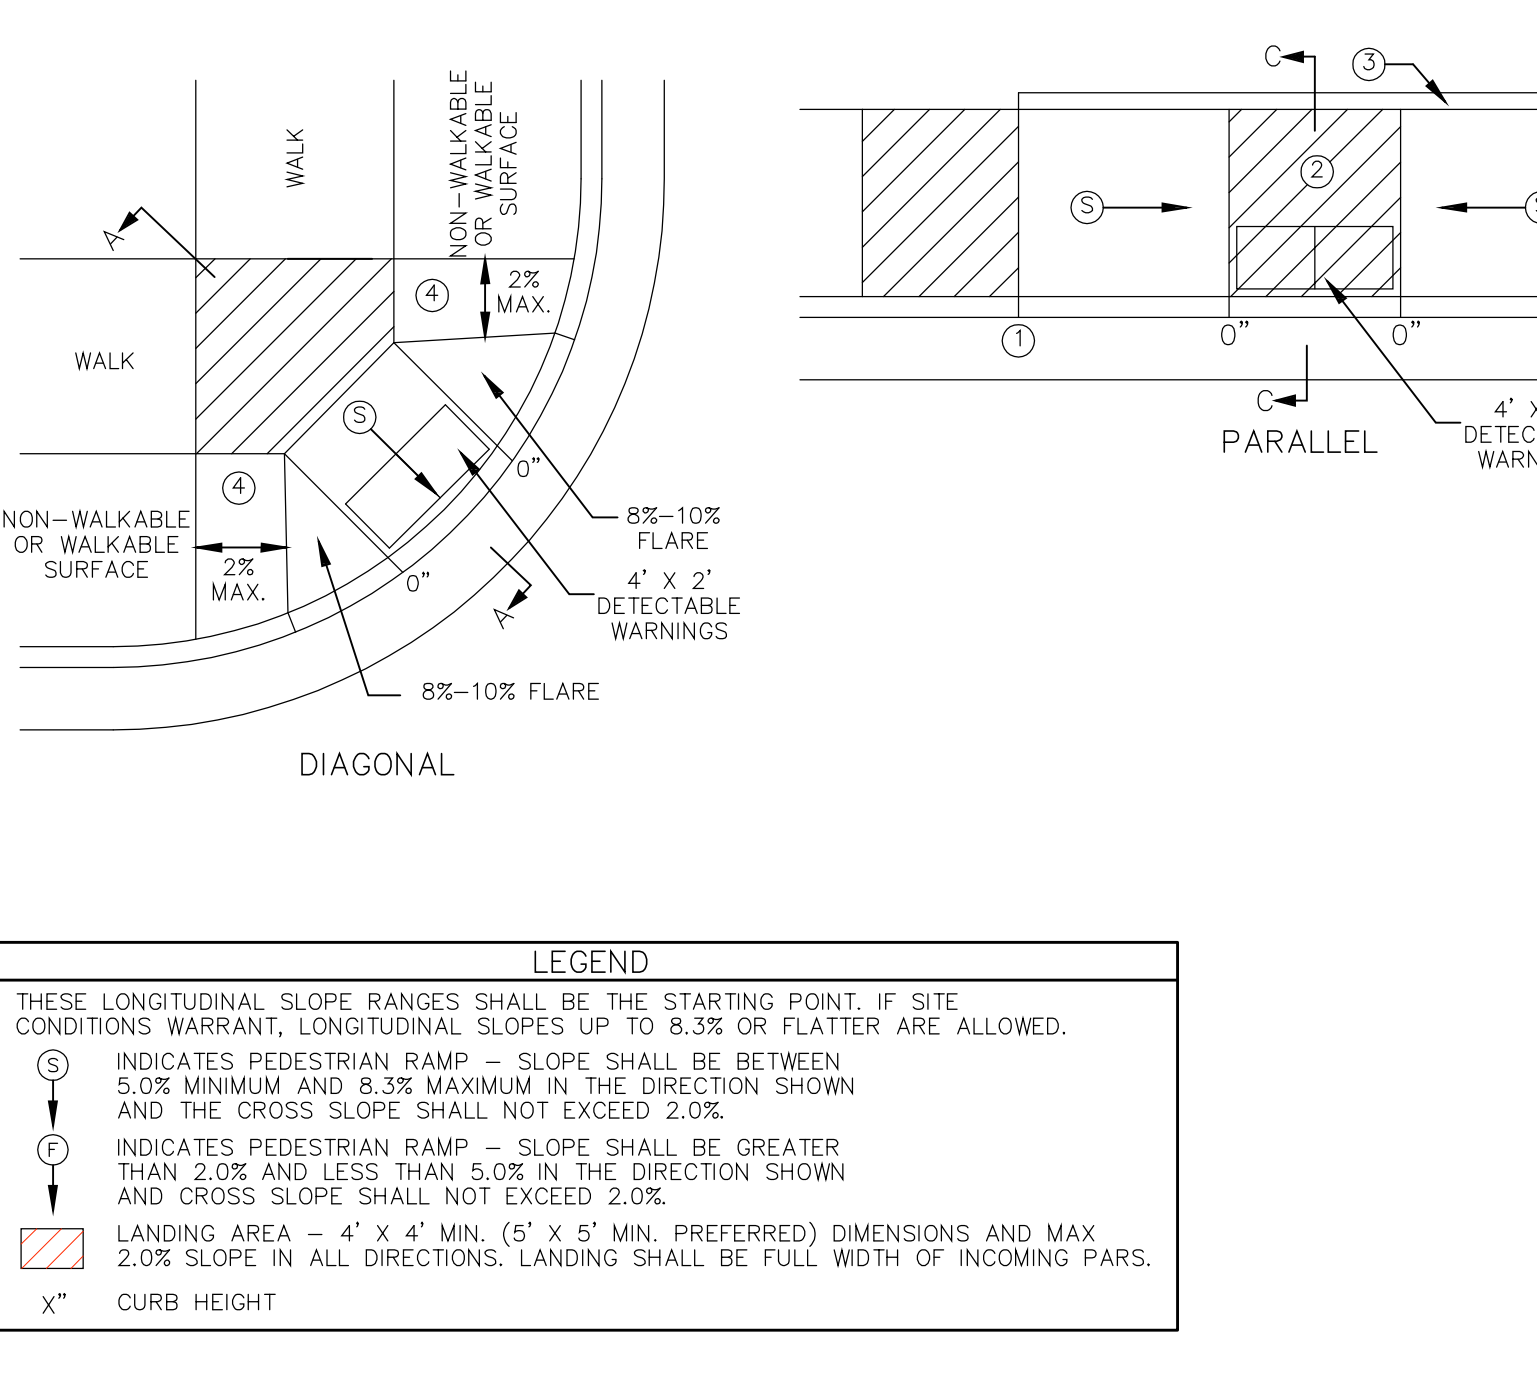 WALK
NON-WALKABLE
OR WALKABLE
SURFACE
A
4
2%
MAX.
WALK
S
0"
4
NON-WALKABLE
OR WALKABLE
SURFACE
2%
MAX.
0"
8%-10%
FLARE
4' X 2'
DETECTABLE
WARNINGS
A
8%-10% FLARE
DIAGONAL
C
3
2
S
S
1
0"
0"
C
4' X
DETEC
WARN
PARALLEL
LEGEND
THESE LONGITUDINAL SLOPE RANGES SHALL BE THE STARTING POINT. IF SITE
CONDITIONS WARRANT, LONGITUDINAL SLOPES UP TO 8.3% OR FLATTER ARE ALLOWED.
S
INDICATES PEDESTRIAN RAMP - SLOPE SHALL BE BETWEEN
5.0% MINIMUM AND 8.3% MAXIMUM IN THE DIRECTION SHOWN
AND THE CROSS SLOPE SHALL NOT EXCEED 2.0%.
F
INDICATES PEDESTRIAN RAMP - SLOPE SHALL BE GREATER
THAN 2.0% AND LESS THAN 5.0% IN THE DIRECTION SHOWN
AND CROSS SLOPE SHALL NOT EXCEED 2.0%.
LANDING AREA - 4' X 4' MIN. (5' X 5' MIN. PREFERRED) DIMENSIONS AND MAX
2.0% SLOPE IN ALL DIRECTIONS. LANDING SHALL BE FULL WIDTH OF INCOMING PARS.
X" CURB HEIGHT